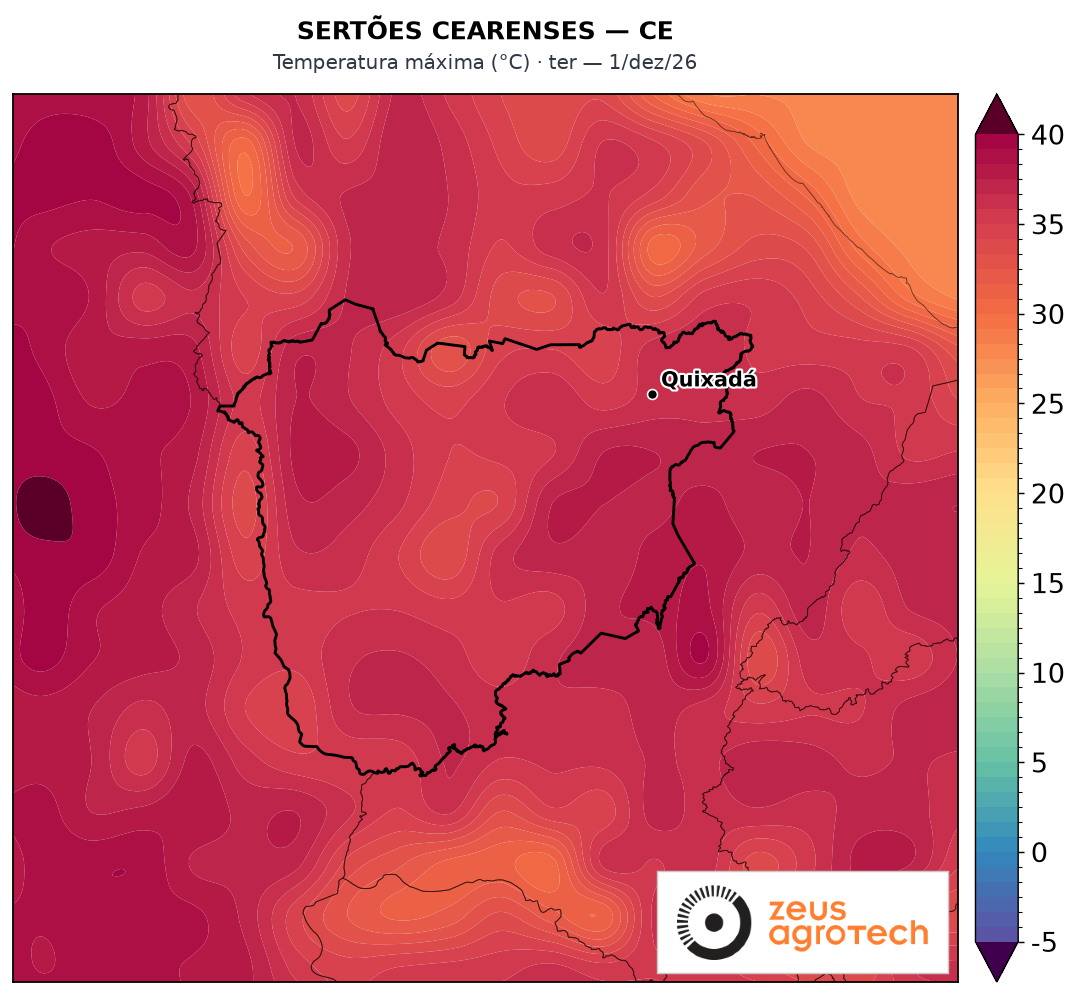 SERTÕES CEARENSES — CE
Temperatura máxima (°C) · ter — 1/dez/26
Quixadá
40
35
30
25
20
15
10
5
0
-5
zeus
agrotech